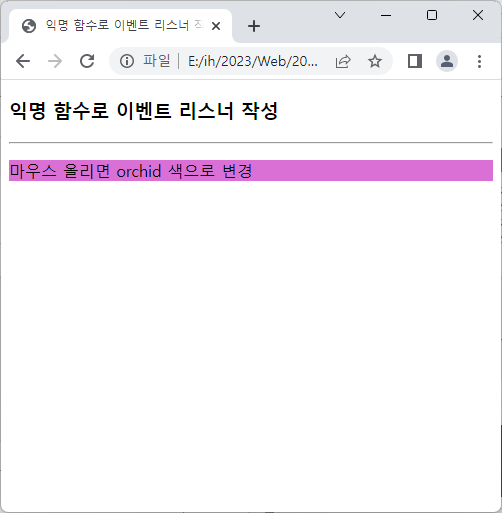 익명 함수로 이벤트 리스너 작
파일 E:/ih/2023/Web/20...
익명 함수로 이벤트 리스너 작성
마우스 올리면 orchid 색으로 변경